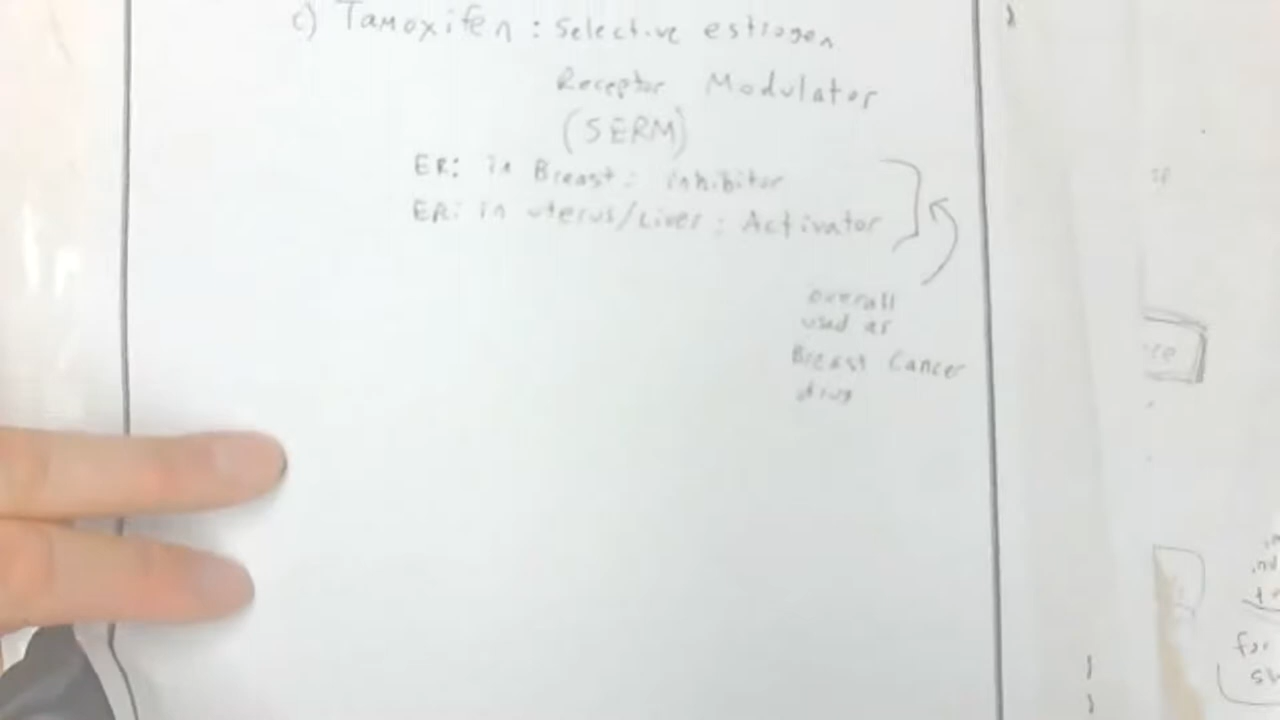 c) Tamoxifen : Selective estrogen
Receptor Modulator
(SERM)
ER: in Breast : inhibitor
ER: in uterus/Liver : Activator
overall
used as
Breast Cancer
drug
for